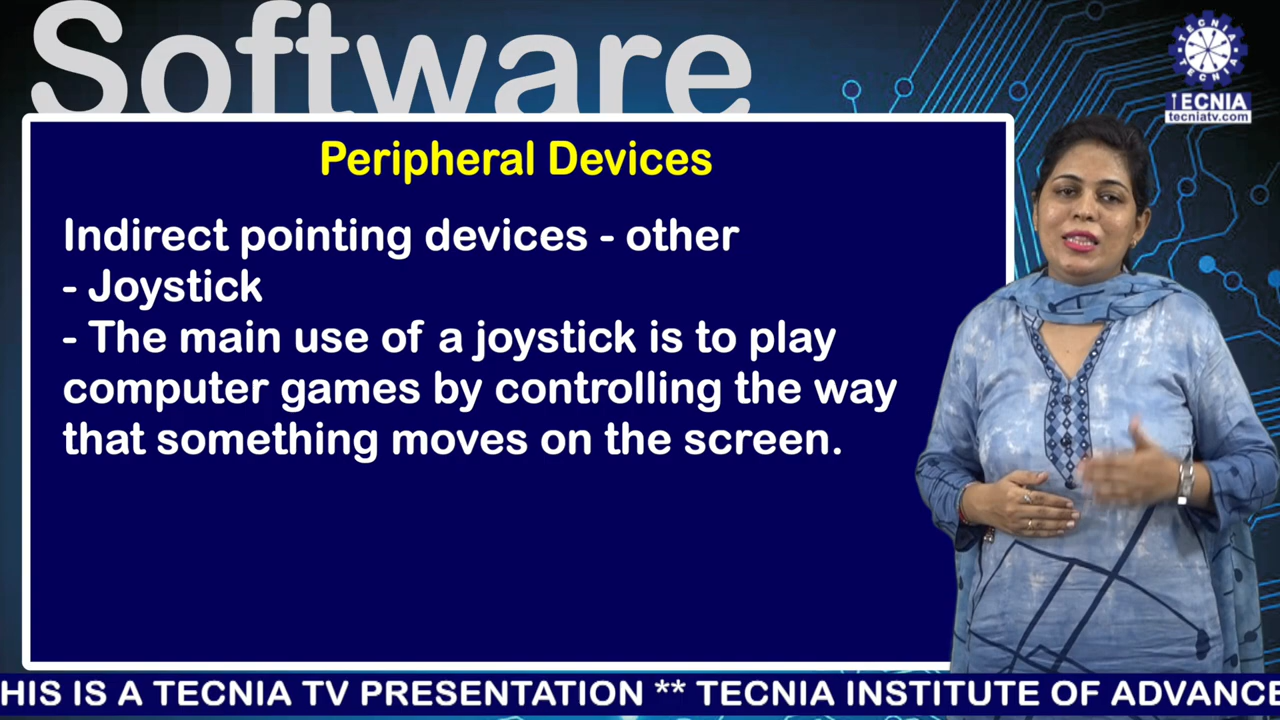 Software
TECNIA TECNIA
TECNIA
tecniatv.com
Peripheral Devices
Indirect pointing devices - other
- Joystick
- The main use of a joystick is to play
computer games by controlling the way
that something moves on the screen.
HIS IS A TECNIA TV PRESENTATION ** TECNIA INSTITUTE OF ADVANCE